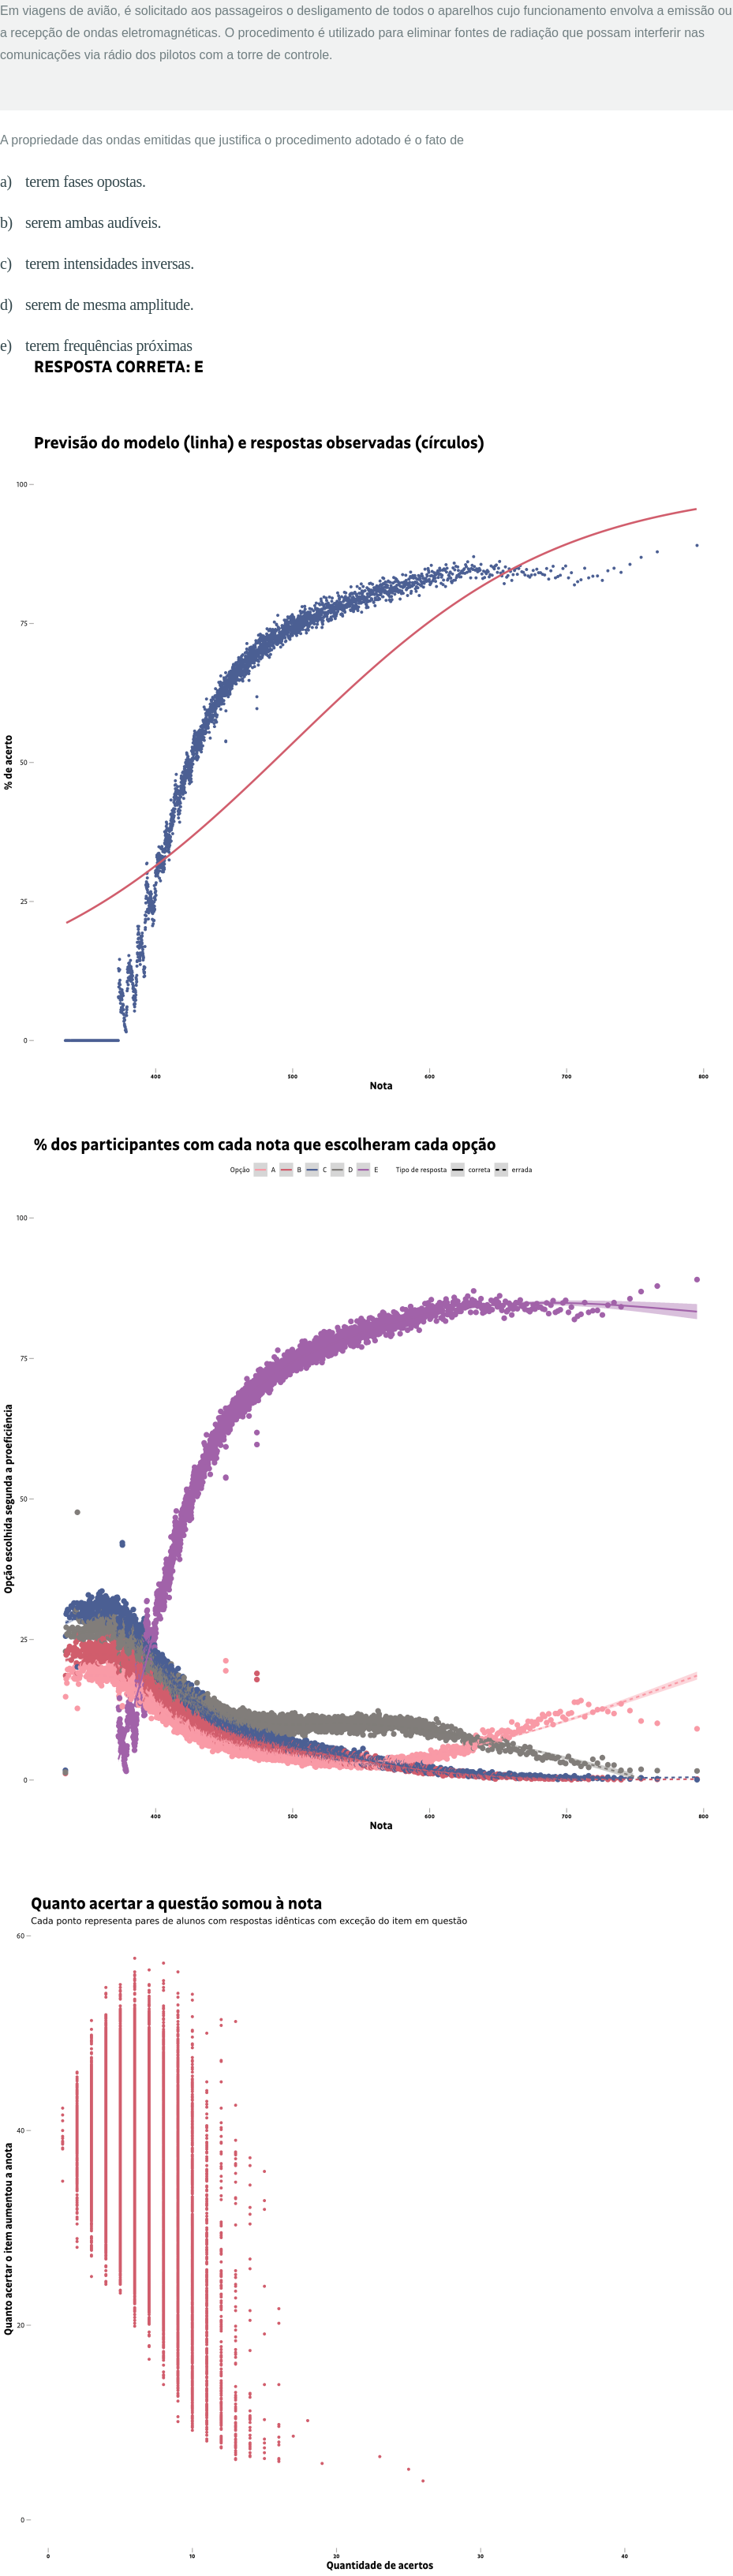 Em viagens de avião, é solicitado aos passageiros o desligamento de todos o aparelhos cujo funcionamento envolva a emissão ou
a recepção de ondas eletromagnéticas. O procedimento é utilizado para eliminar fontes de radiação que possam interferir nas
comunicações via rádio dos pilotos com a torre de controle.
A propriedade das ondas emitidas que justifica o procedimento adotado é o fato de
a) terem fases opostas.
b) serem ambas audíveis.
c) terem intensidades inversas.
d) serem de mesma amplitude.
e) terem frequências próximas
RESPOSTA CORRETA: E
Previsão do modelo (linha) e respostas observadas (círculos)
100
75
% de acerto
50
25
0
400 500 600 700 800
Nota
% dos participantes com cada nota que escolheram cada opção
Opção A B C D E Tipo de resposta correta errada
100
75
Opção escolhida segunda a proeficiência
50
25
0
400 500 600 700 800
Nota
Quanto acertar a questão somou à nota
Cada ponto representa pares de alunos com respostas idênticas com exceção do item em questão
60
40
Quanto acertar o item aumentou a anota
20
0
0 10 20 30 40
Quantidade de acertos